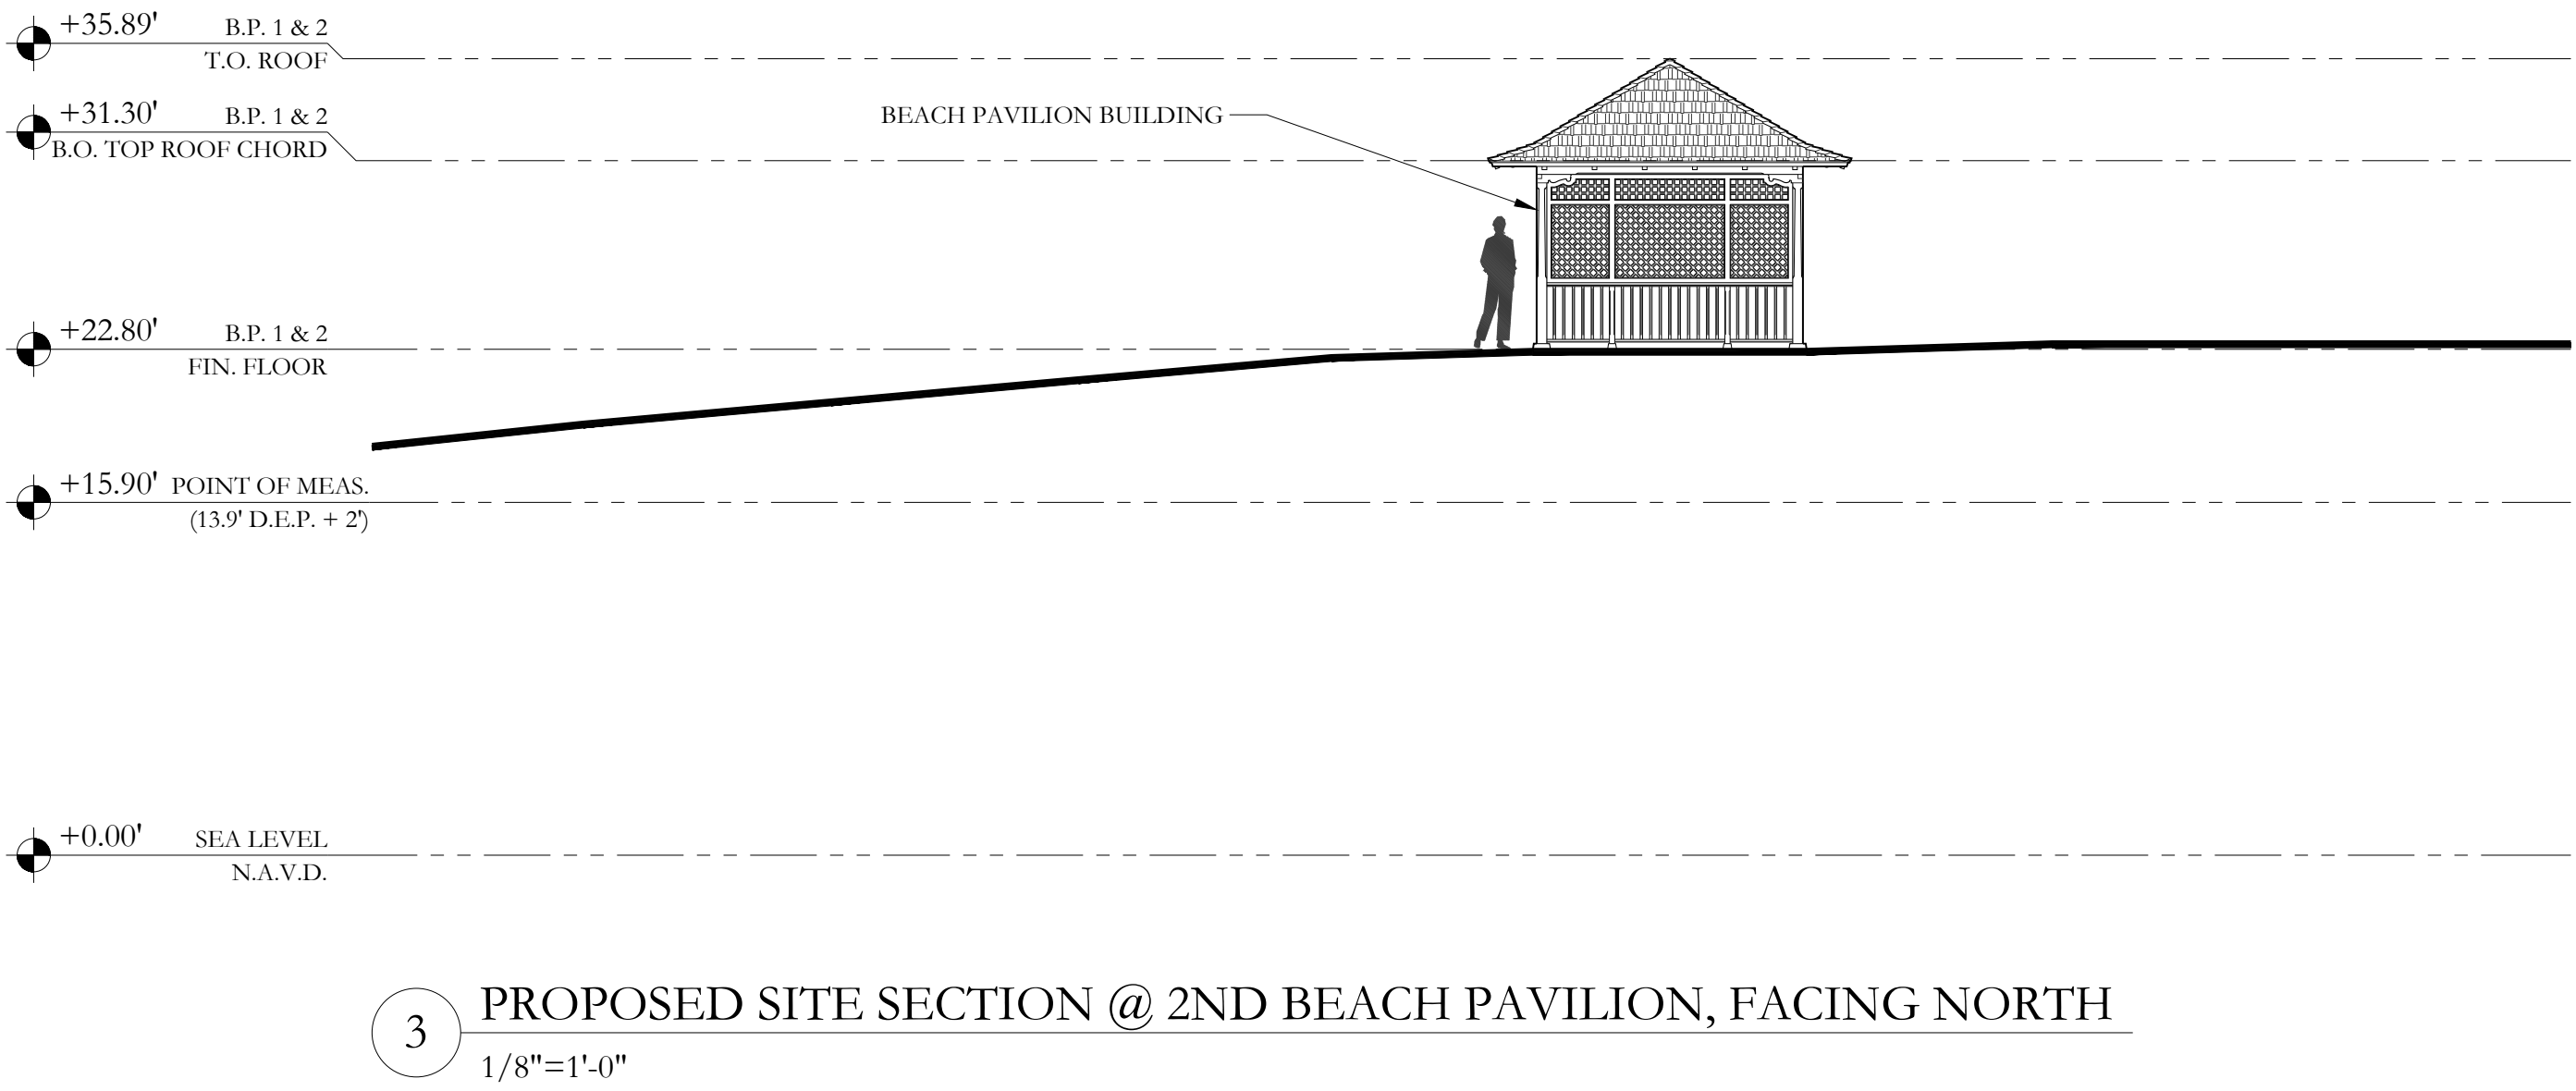 +35.89' B.P. 1 & 2
T.O. ROOF
+31.30' B.P. 1 & 2
B.O. TOP ROOF CHORD
BEACH PAVILION BUILDING
+22.80' B.P. 1 & 2
FIN. FLOOR
+15.90' POINT OF MEAS.
(13.9' D.E.P. + 2')
+0.00' SEA LEVEL
N.A.V.D.
3 PROPOSED SITE SECTION @ 2ND BEACH PAVILION, FACING NORTH
1/8"=1'-0"